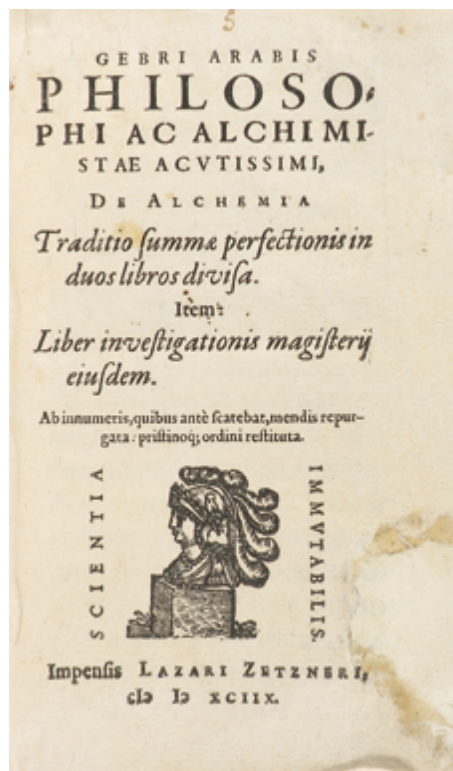 5
GEBRI ARABIS
PHILOSO-
PHI AC ALCHIMI-
STAE ACVTISSIMI,
DE ALCHEMIA
Traditio ſummæ perfectionis in
duos libros diviſa.
Item:
Liber inveſtigationis magiſterij
eiuſdem.
Ab innumeris, quibus antè ſcatebat, mendis repur-
gata: priſtinoq; ordini reſtituta.
SCIENTIA
IMMVTABILIS.
Impenſis LAZARI ZETZNERI,
cIↄ Iↄ XCIIX.